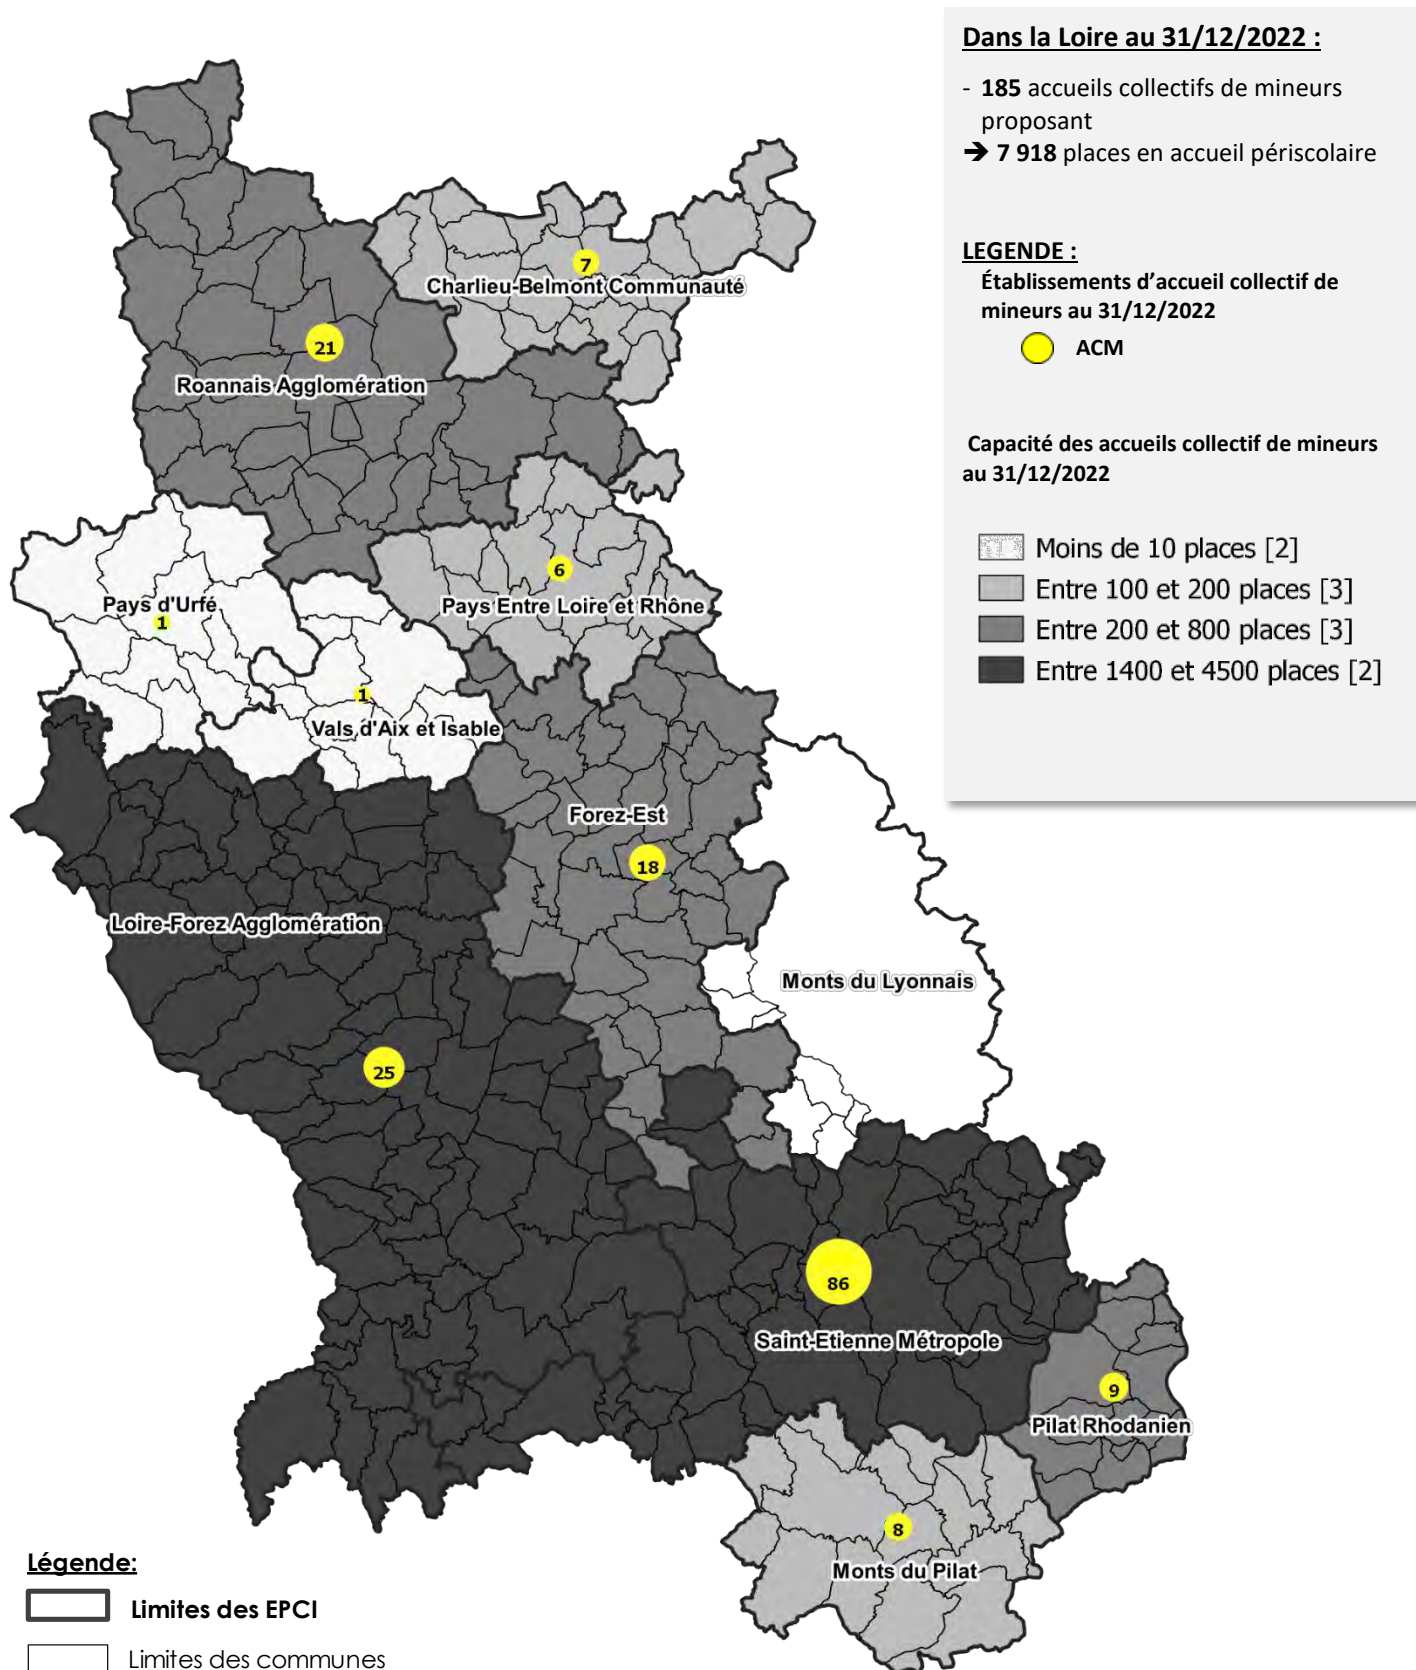 Dans la Loire au 31/12/2022 :
- 185 accueils collectifs de mineurs
proposant
➔ 7 918 places en accueil périscolaire
LEGENDE :
Établissements d’accueil collectif de
mineurs au 31/12/2022
ACM
Capacité des accueils collectif de mineurs
au 31/12/2022
Moins de 10 places [2]
Entre 100 et 200 places [3]
Entre 200 et 800 places [3]
Entre 1400 et 4500 places [2]
7
Charlieu-Belmont Communauté
21
Roannais Agglomération
6
Pays Entre Loire et Rhône
Pays d'Urfé
1
1
Vals d'Aix et Isable
Forez-Est
18
Loire-Forez Agglomération
Monts du Lyonnais
25
86
Saint-Etienne Métropole
9
Pilat Rhodanien
8
Monts du Pilat
Légende:
Limites des EPCI
Limites des communes